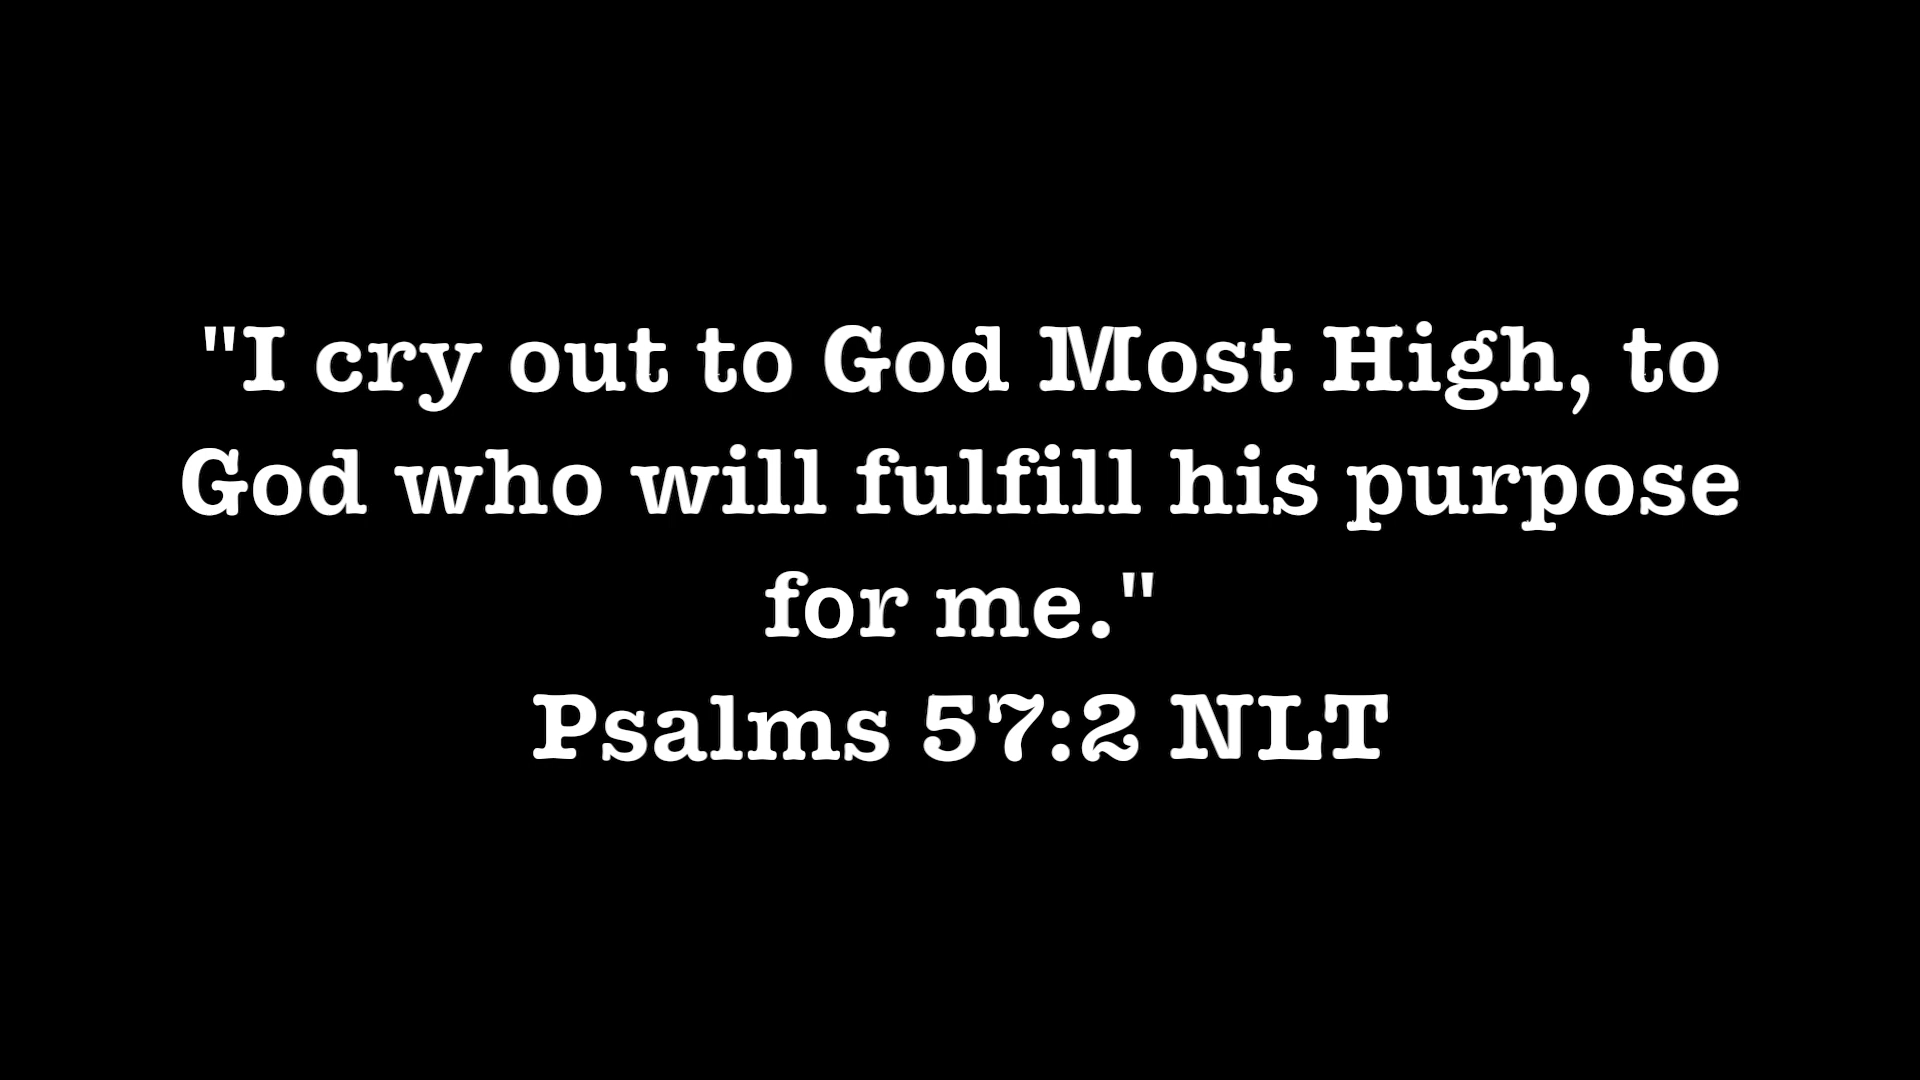 "I cry out to God Most High, to
God who will fulfill his purpose
for me."
Psalms 57:2 NLT